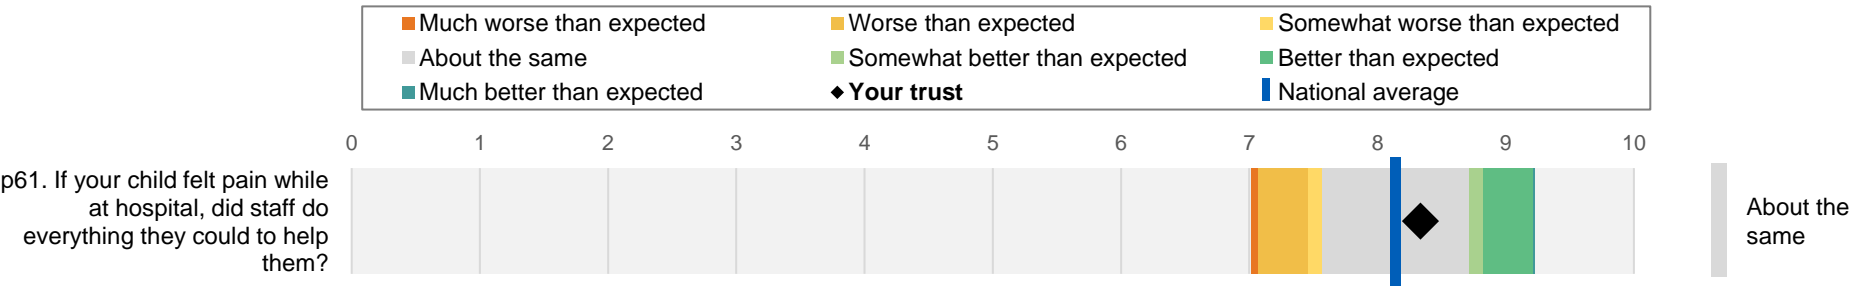 Much worse than expected
Worse than expected
Somewhat worse than expected
About the same
Somewhat better than expected
Better than expected
Much better than expected
Your trust
National average
0 1 2 3 4 5 6 7 8 9 10
p61. If your child felt pain while
at hospital, did staff do
everything they could to help
them?
About the
same